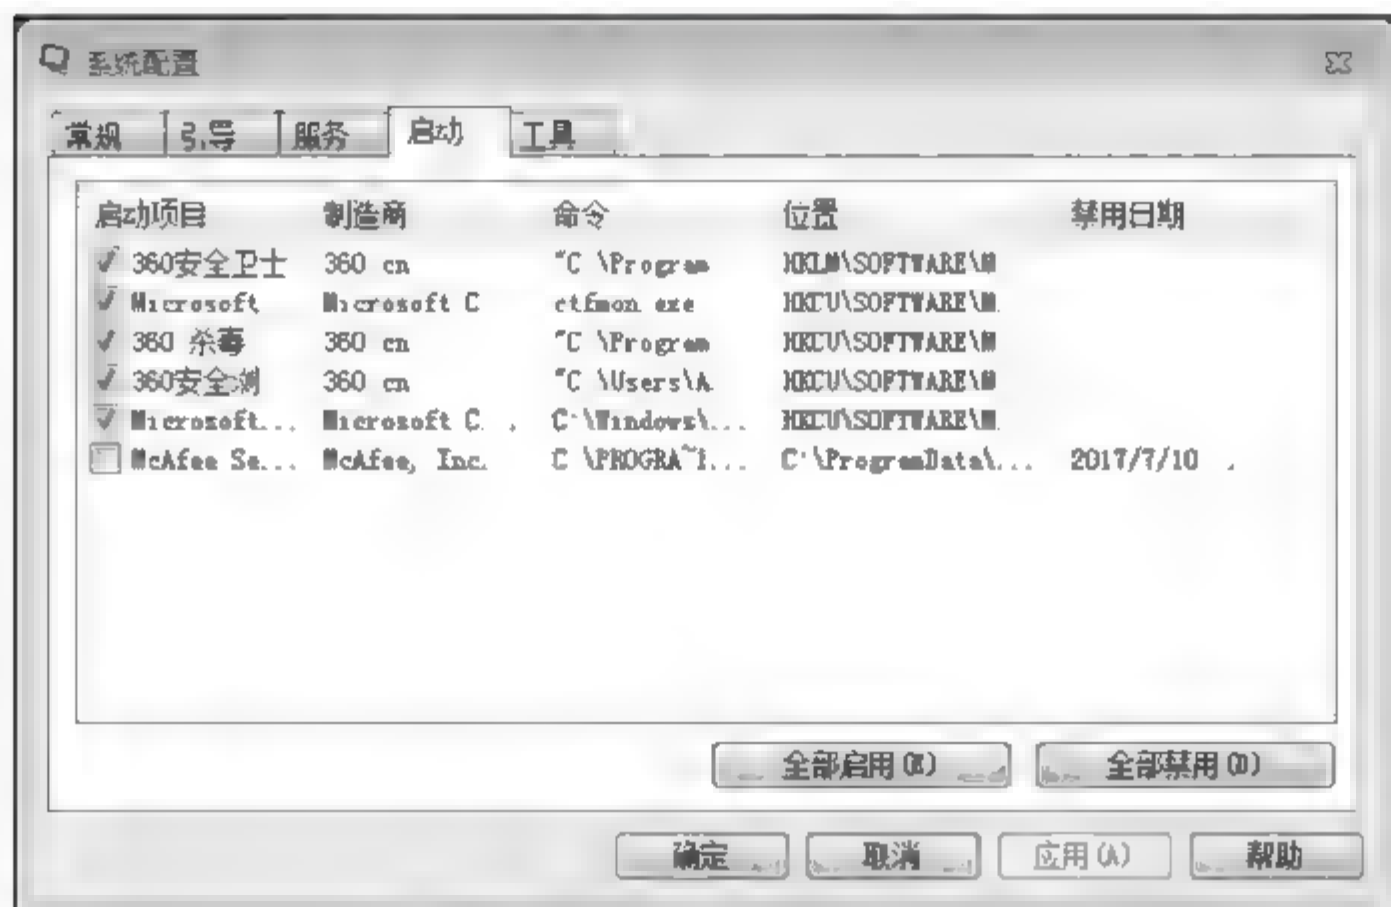 系统配置
常规 引导 服务 启动 工具
启动项目 制造商 命令 位置 禁用日期
360安全卫士 360 cn "C \Program HKLM\SOFTWARE\M
Microsoft Microsoft C ctfmon exe HKCU\SOFTWARE\M
360 杀毒 360 cn "C \Program HKCU\SOFTWARE\M
360安全浏 360 cn "C \Users\A HKCU\SOFTWARE\M
Microsoft... Microsoft C. . C:\Windows\... HKCU\SOFTWARE\M
McAfee Se... McAfee, Inc. C \PROGRA~1... C:\ProgramData\... 2017/7/10 .
全部启用(E) 全部禁用(D)
确定 取消 应用(A) 帮助